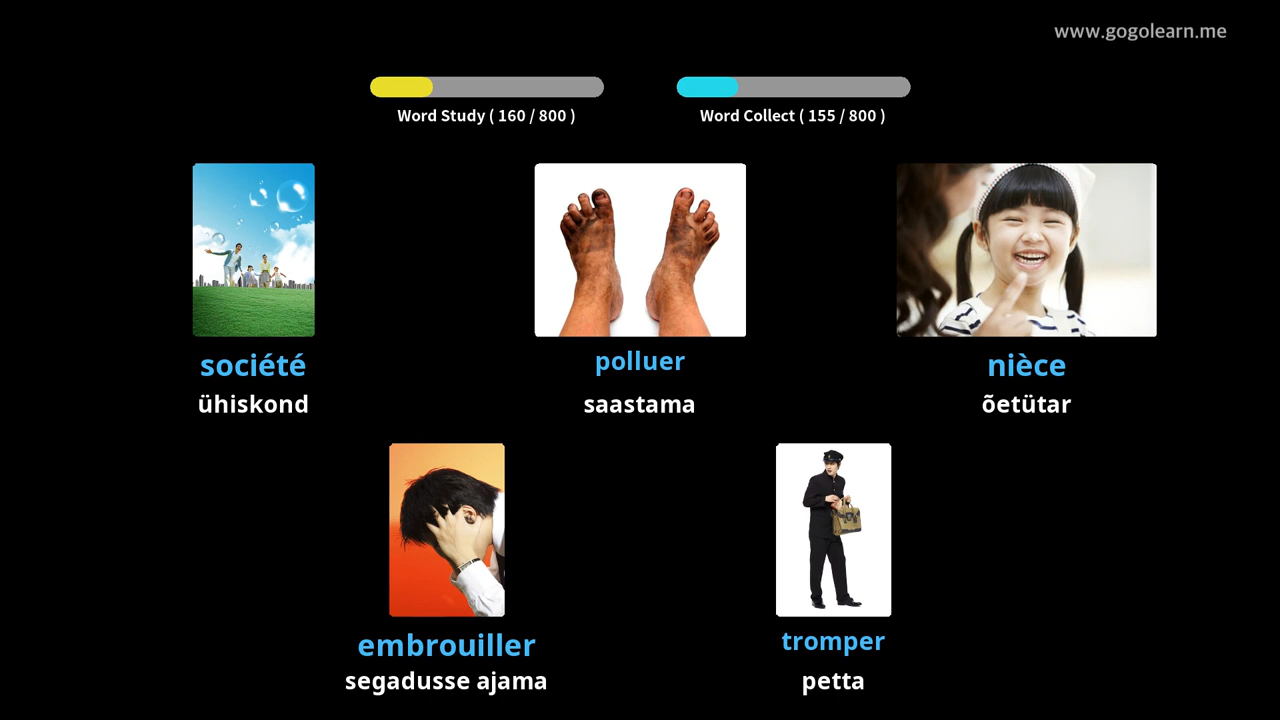 www.gogolearn.me
Word Study ( 160 / 800 )
Word Collect ( 155 / 800 )
société
ühiskond
polluer
saastama
nièce
õetütar
embrouiller
segadusse ajama
tromper
petta